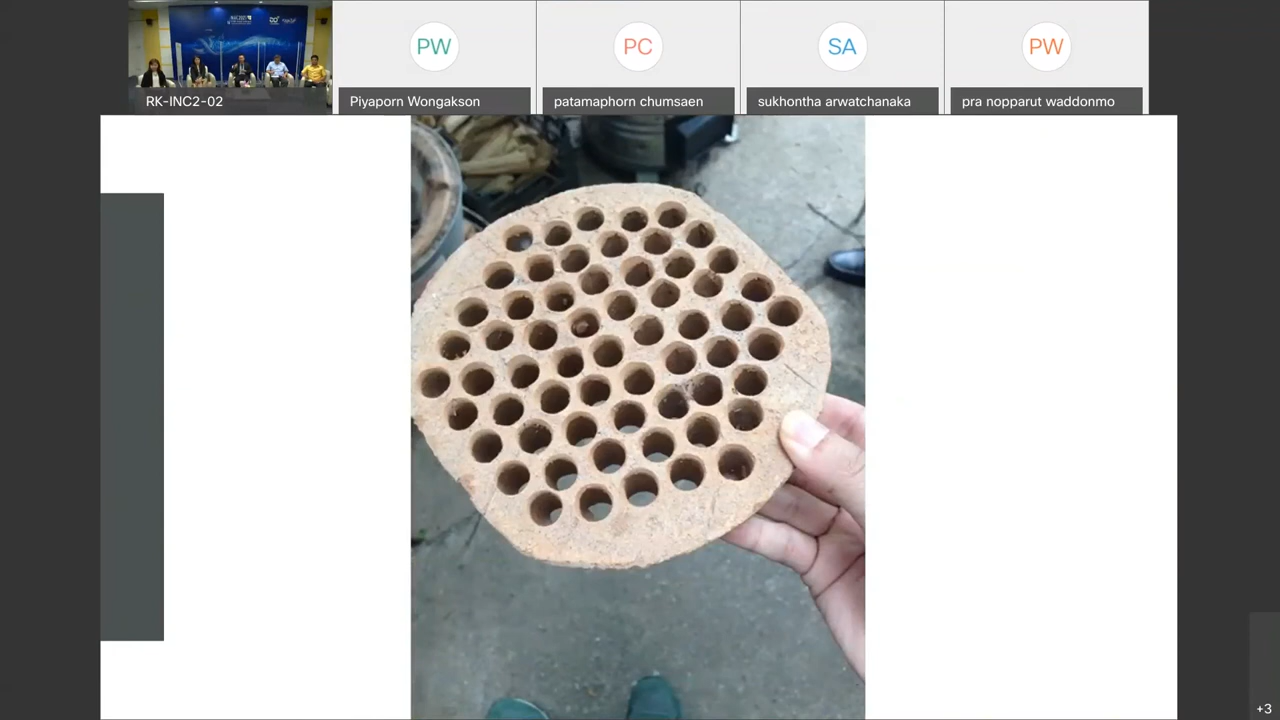 RK-INC2-02
PW
Piyaporn Wongakson
PC
patamaphorn chumsaen
SA
sukhontha arwatchanaka
PW
pra nopparut waddonmo
+3